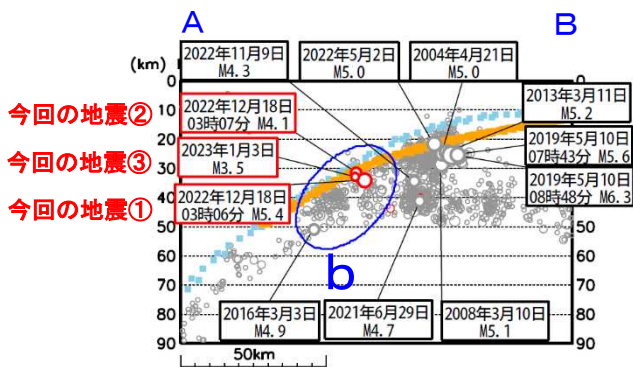 A
B
2022年11月9日
M4.3
2022年5月2日
M5.0
2004年4月21日
M5.0
(km)
0
0
10
今回の地震②
2022年12月18日
03時07分 M4.1
2013年3月11日
M5.2
20
今回の地震③
2023年1月3日
M3.5
2019年5月10日
07時43分 M5.6
30
今回の地震①
2022年12月18日
03時06分 M5.4
2019年5月10日
08時48分 M6.3
40
50
50
60
60
b
70
70
80
80
2016年3月3日
M4.9
2021年6月29日
M4.7
2008年3月10日
M5.1
90
90
50km